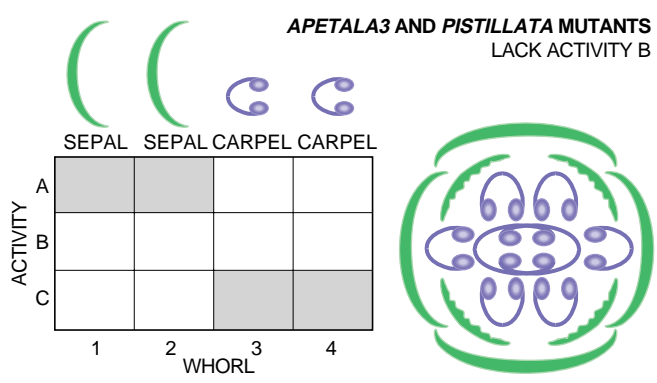 APETALA3 AND PISTILLATA MUTANTS
LACK ACTIVITY B
SEPAL SEPAL CARPEL CARPEL
ACTIVITY
A
B
C
1 2 3 4
WHORL